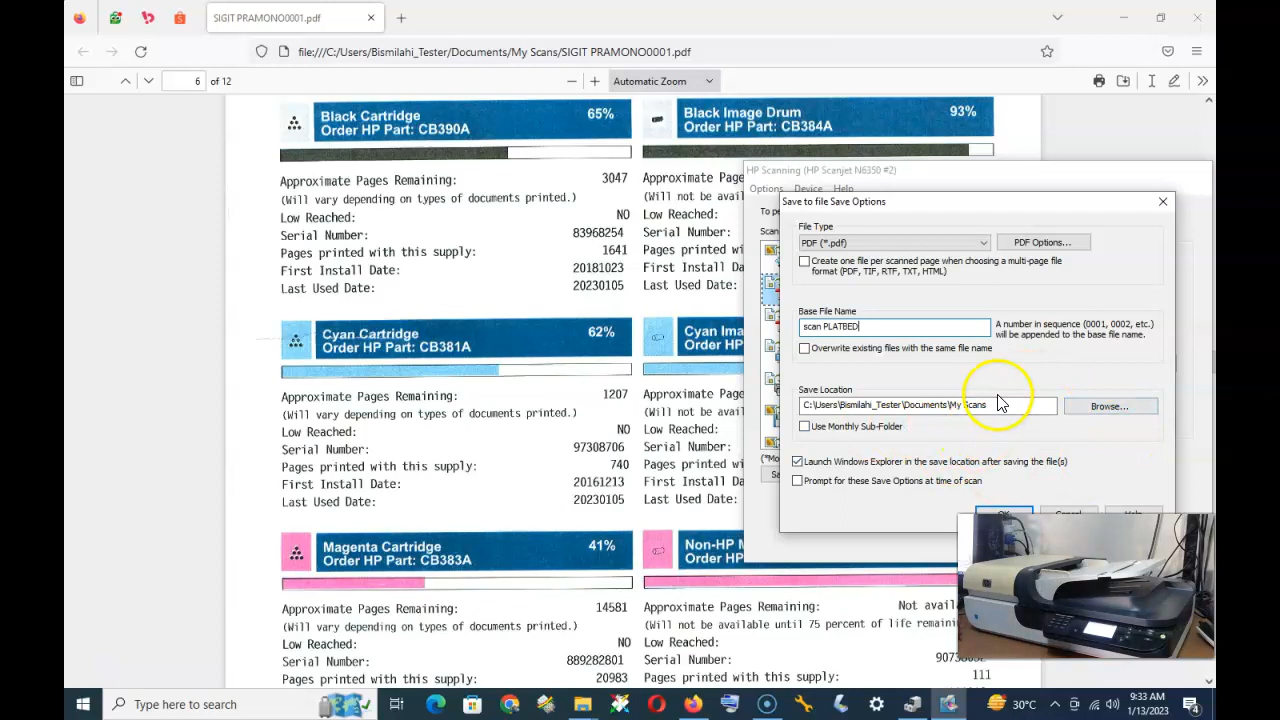 SIGIT PRAMONO0001.pdf
file:///C:/Users/Bismilahi_Tester/Documents/My Scans/SIGIT PRAMONO0001.pdf
6 of 12
Automatic Zoom
Black Cartridge 65%
Order HP Part: CB390A
Approximate Pages Remaining: 3047
(Will vary depending on types of documents printed.)
Low Reached: NO
Serial Number: 83968254
Pages printed with this supply: 1641
First Install Date: 20181023
Last Used Date: 20230105
Black Image Drum 93%
Order HP Part: CB384A
Cyan Cartridge 62%
Order HP Part: CB381A
Approximate Pages Remaining: 1207
(Will vary depending on types of documents printed.)
Low Reached: NO
Serial Number: 97308706
Pages printed with this supply: 740
First Install Date: 20161213
Last Used Date: 20230105
Magenta Cartridge 41%
Order HP Part: CB383A
Approximate Pages Remaining: 14581
(Will vary depending on types of documents printed.)
Low Reached: NO
Serial Number: 889282801
Pages printed with this supply: 20983
Order HP
Approximate Pages Remaining: Not
(Will not be available until 75 percent of life
Low Reached:
Serial Number:
Pages printed with this supply: 111
HP Scanning (HP Scanjet N6350 #2)
Options Device Help
Save to file Save Options
File Type
PDF (*.pdf)
PDF Options...
Create one file per scanned page when choosing a multi-page file
format (PDF, TIF, RTF, TXT, HTML)
Base File Name
scan PLATBED
A number in sequence (0001, 0002, etc.)
will be appended to the base file name.
Overwrite existing files with the same file name
Save Location
C:\Users\Bismilahi_Tester\Documents\My Scans
Browse...
Use Monthly Sub-Folder
Launch Windows Explorer in the save location after saving the file(s)
Prompt for these Save Options at time of scan
Type here to search
30°C
9:33 AM
1/13/2023
4